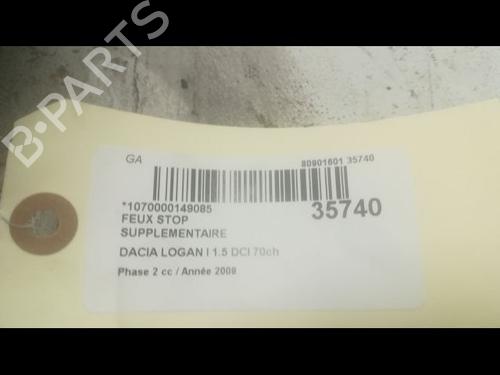 B-PARTS
GA
80901601 35740
*1070000149085
35740
FEUX STOP
SUPPLEMENTAIRE
DACIA LOGAN I 1.5 DCI 70ch
Phase 2 cc / Année 2009